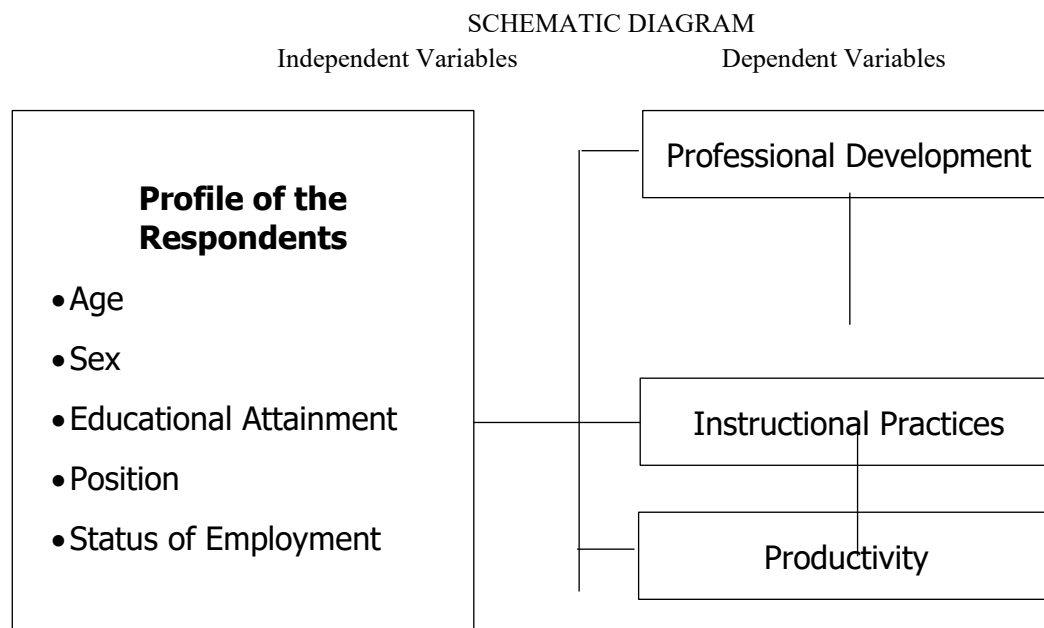 SCHEMATIC DIAGRAM
Independent Variables
Dependent Variables
Profile of the
Respondents
•Age
•Sex
•Educational Attainment
•Position
•Status of Employment
Professional Development
Instructional Practices
Productivity